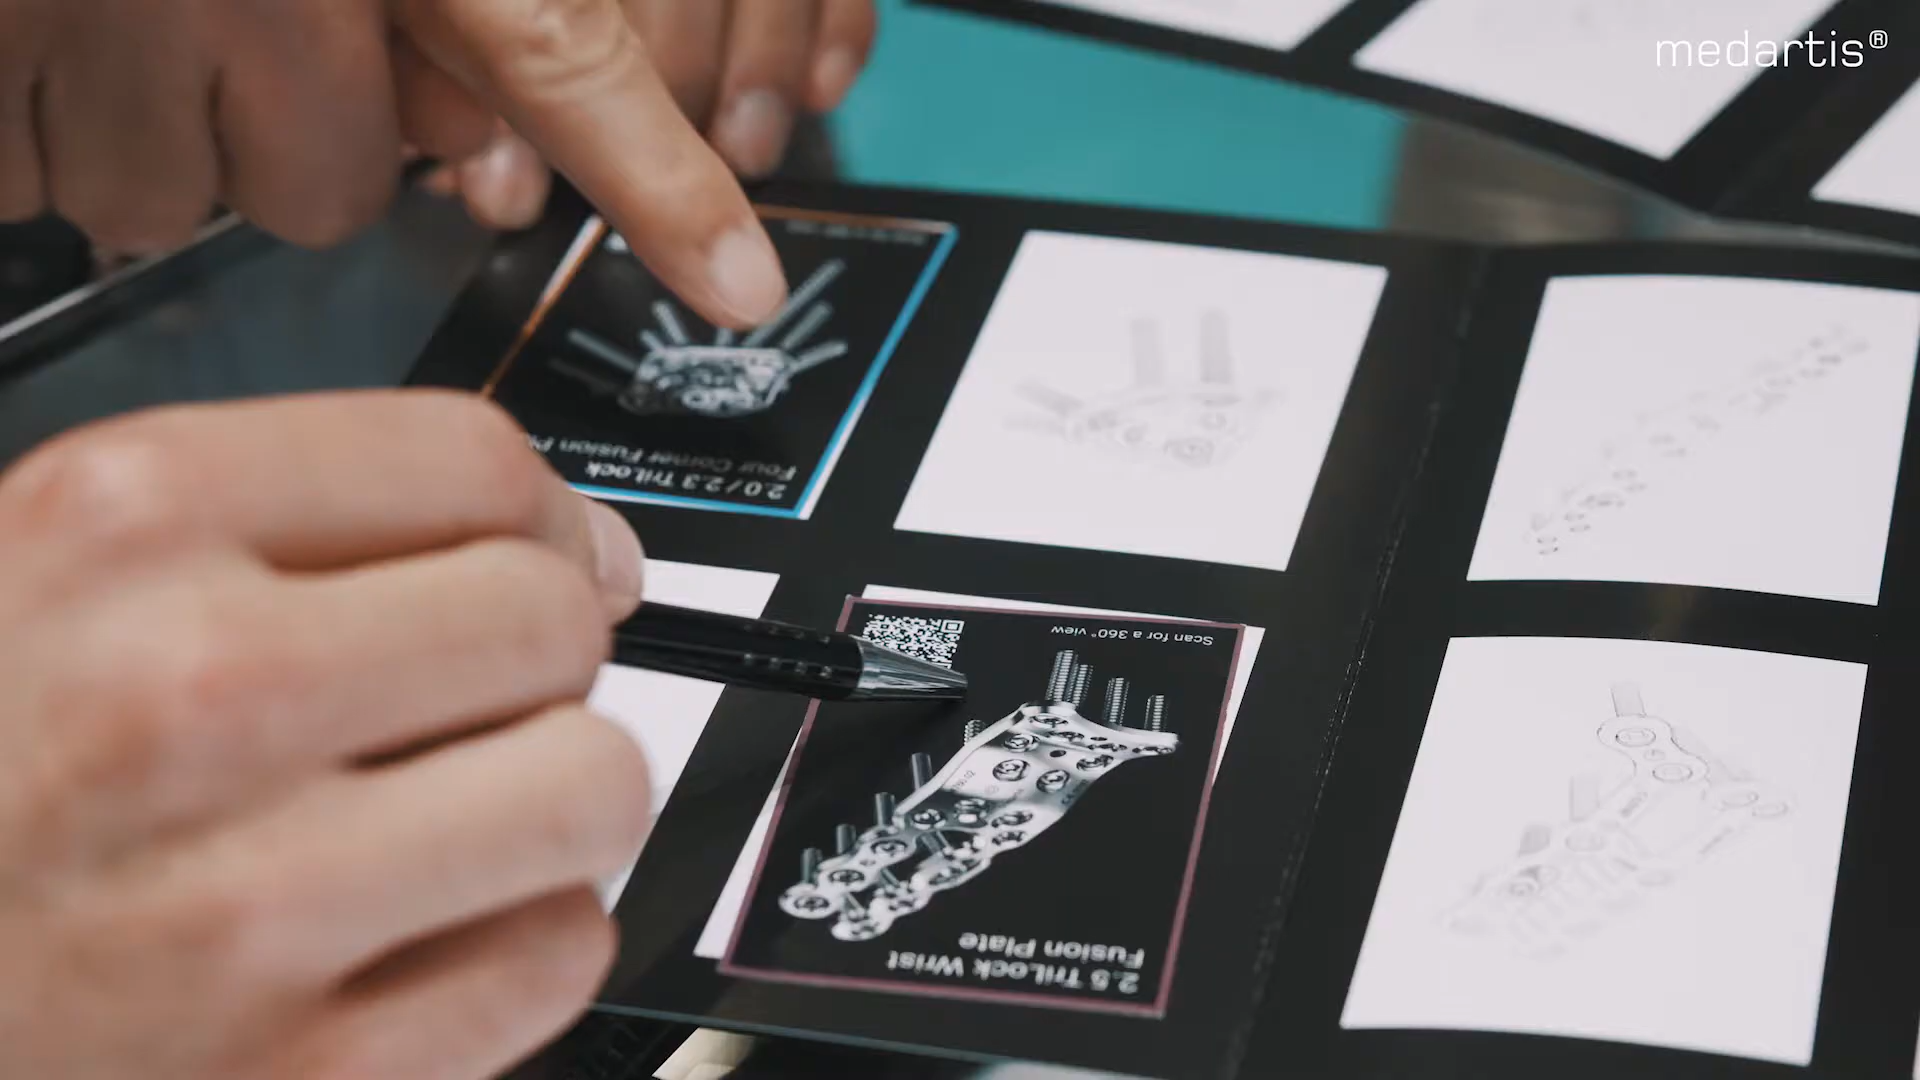 medartis®
2.0 / 2.3 TriLock
Four Corner Fusion
Scan for a 360° view
2.5 TriLock Wrist
Fusion Plate